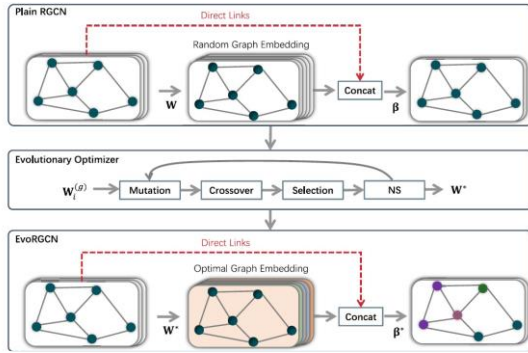 Plain RGCN
Direct Links
Random Graph Embedding
W
Concat
β
Evolutionary Optimizer
W_i^(g)
Mutation
Crossover
Selection
NS
W*
EvoRGCN
Direct Links
Optimal Graph Embedding
W*
Concat
β*